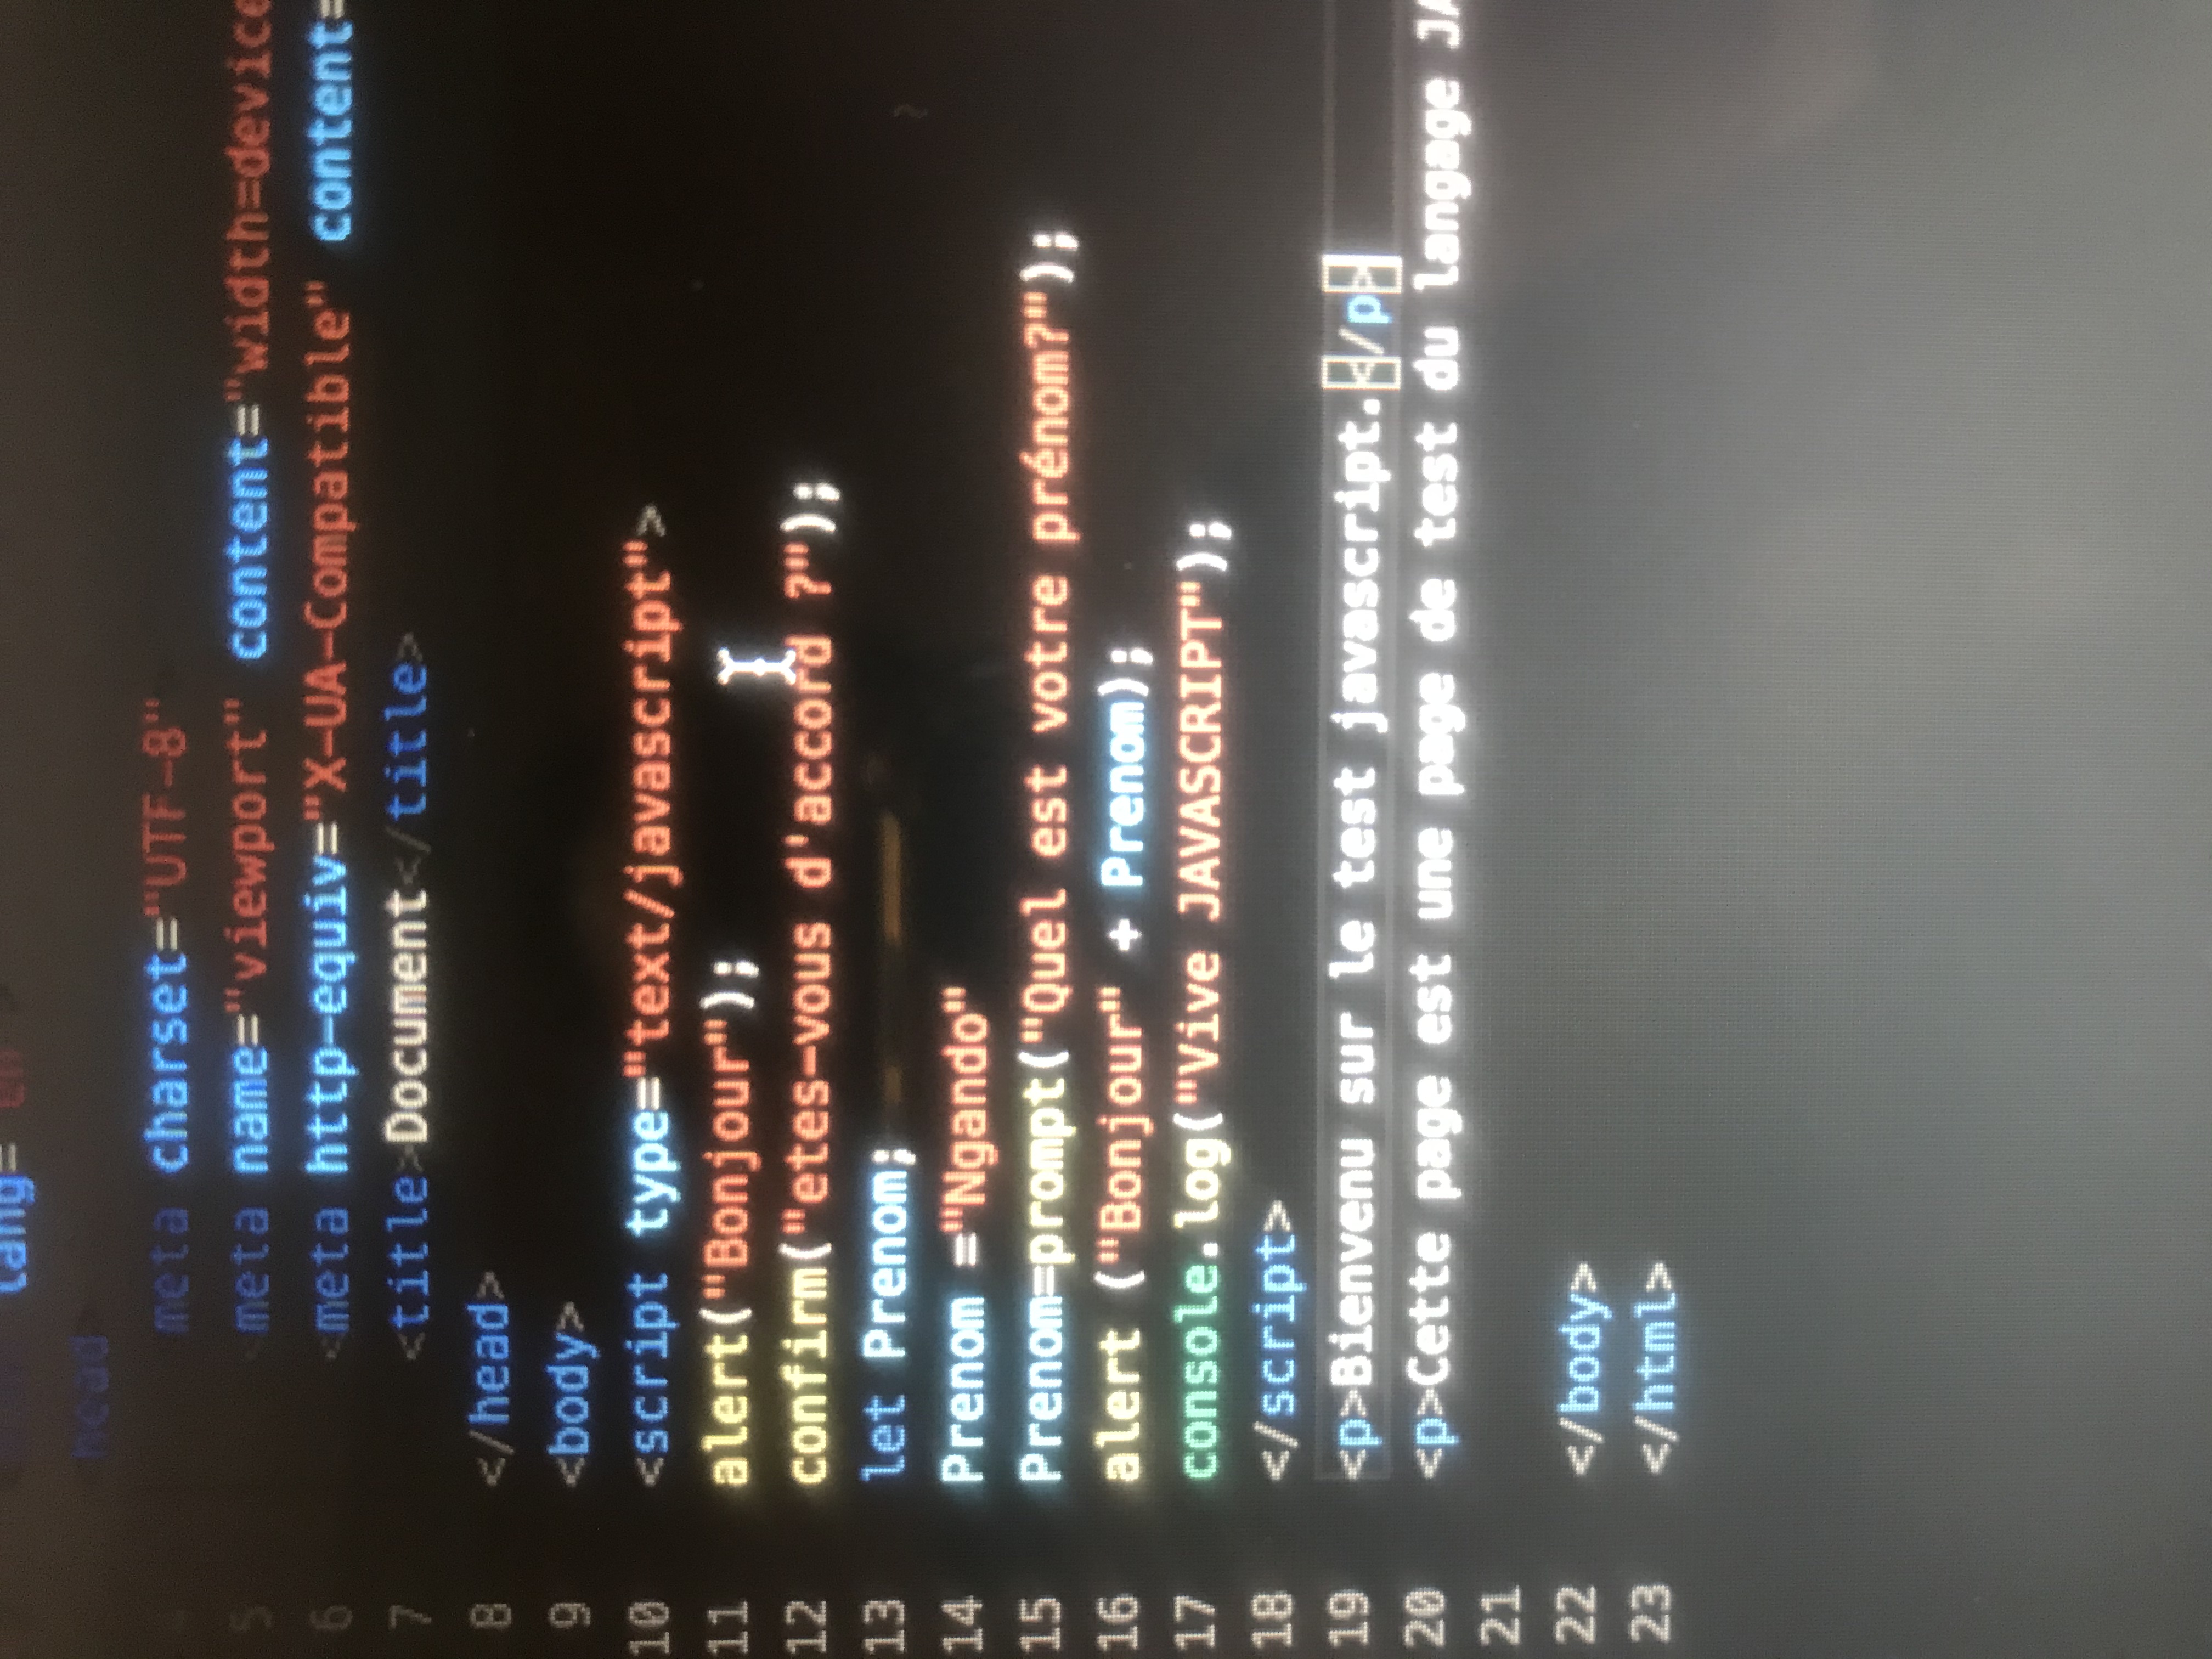 lang="en"
head
meta charset="UTF-8"
5 <meta name="viewport" content="width=device
6 <meta http-equiv="X-UA-Compatible" content=
7 <title>Document</title>
8 </head>
9 <body>
10 <script type="text/javascript">
11 alert("Bonjour");
12 confirm("etes-vous d'accord ?");
13 let Prenom;
14 Prenom ="Ngando"
15 Prenom=prompt("Quel est votre prénom?");
16 alert ("Bonjour" + Prenom);
17 console.log("Vive JAVASCRIPT");
18 </script>
19 <p>Bienvenu sur le test javascript.</p>
20 <p>Cette page est une page de test du langage JA
21
22 </body>
23 </html>